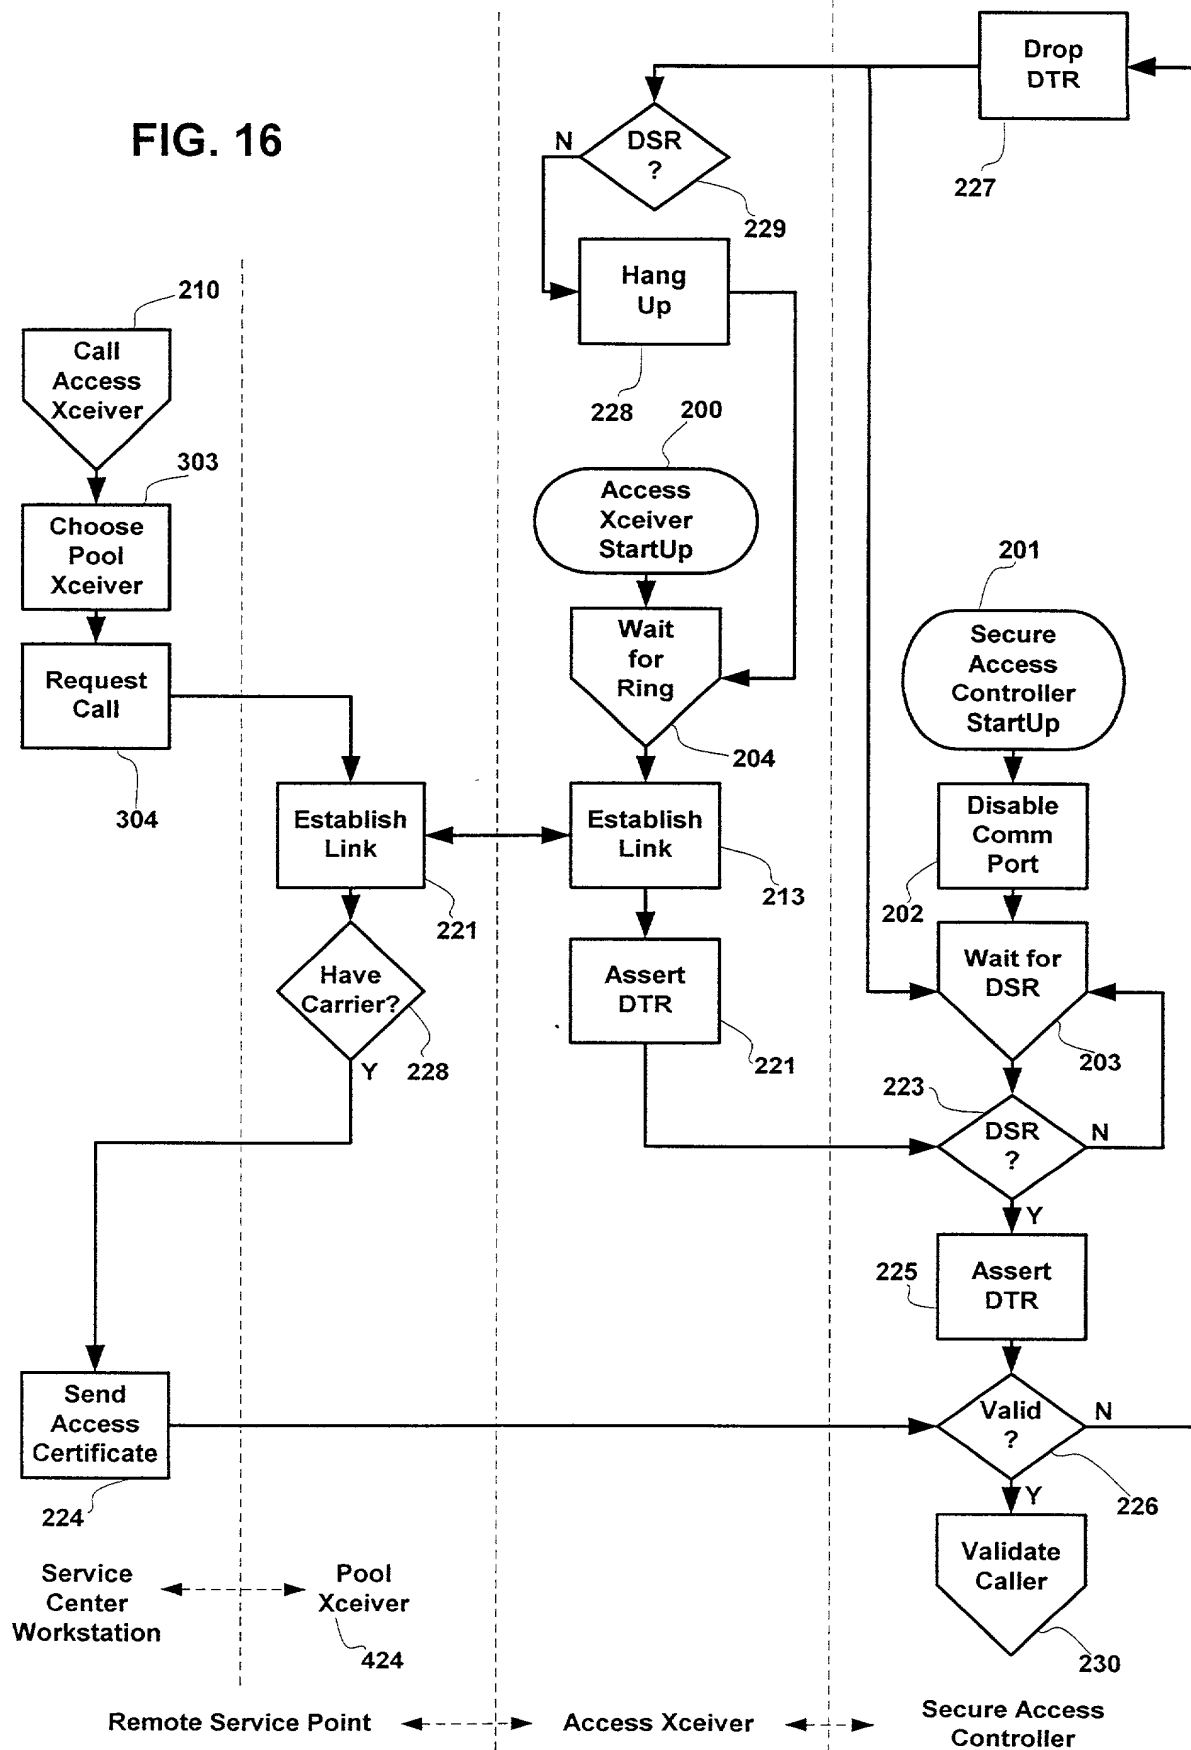 Drop
DTR
227
FIG. 16
N
DSR
?
229
Hang
Up
228
210
Call
Access
Xceiver
303
Choose
Pool
Xceiver
Request
Call
304
200
Access
Xceiver
StartUp
Wait
for
Ring
204
201
Secure
Access
Controller
StartUp
Establish
Link
221
Establish
Link
213
Disable
Comm
Port
202
Have
Carrier?
228
Y
Assert
DTR
221
Wait for
DSR
203
223
DSR
?
N
Y
225
Assert
DTR
Send
Access
Certificate
224
Valid
?
N
226
Y
Validate
Caller
230
Service
Center
Workstation
Pool
Xceiver
424
Remote Service Point
Access Xceiver
Secure Access
Controller